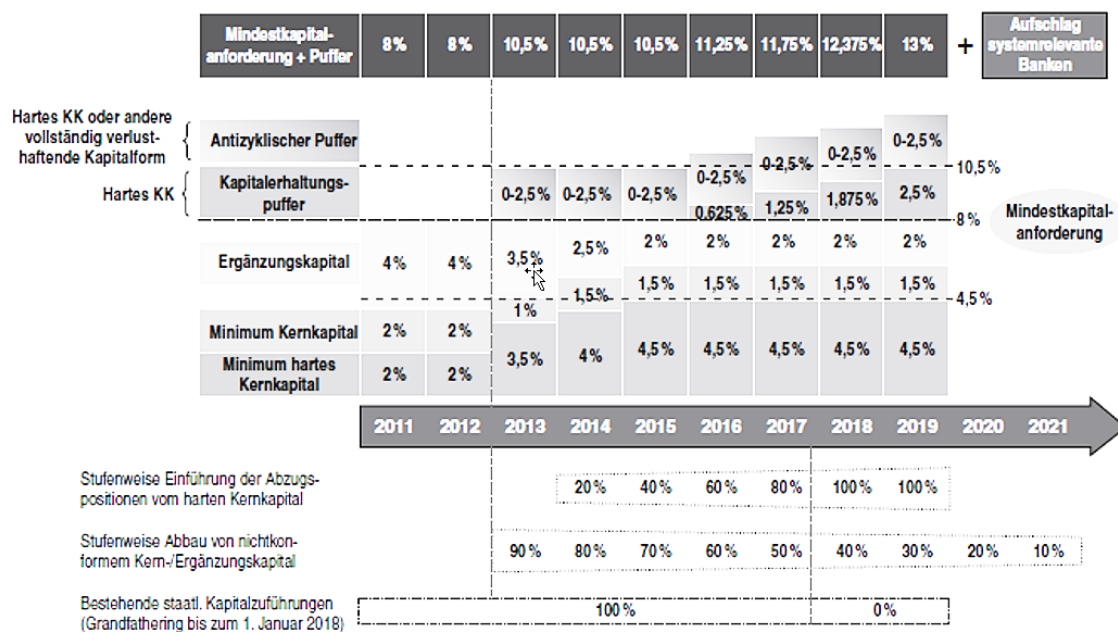 Mindestkapital-
anforderung + Puffer
8% 8% 10,5% 10,5% 10,5% 11,25% 11,75% 12,375% 13% +
Aufschlag
systemrelevante
Banken
Hartes KK oder andere
vollständig verlust-
haftende Kapitalform
Antizyklischer Puffer
0-2,5% 0-2,5% 0-2,5% 0-2,5%
10,5%
Hartes KK
Kapitalerhaltungs-
puffer
0-2,5% 0-2,5% 0-2,5% 0.625% 1,25% 1,875% 2,5%
8%
Mindestkapital-
anforderung
Ergänzungskapital
4% 4% 3,5% 2,5% 2% 2% 2% 2% 2%
1% 1,5% 1,5% 1,5% 1,5% 1,5% 1,5%
4,5%
Minimum Kernkapital
2% 2%
Minimum hartes
Kernkapital
2% 2% 3,5% 4% 4,5% 4,5% 4,5% 4,5% 4,5%
2011 2012 2013 2014 2015 2016 2017 2018 2019 2020 2021
Stufenweise Einführung der Abzugs-
positionen vom harten Kernkapital
20% 40% 60% 80% 100% 100%
Stufenweise Abbau von nichtkon-
formem Kern-/Ergänzungskapital
90% 80% 70% 60% 50% 40% 30% 20% 10%
Bestehende staatl. Kapitalzuführungen
(Grandfathering bis zum 1. Januar 2018)
100% 0%